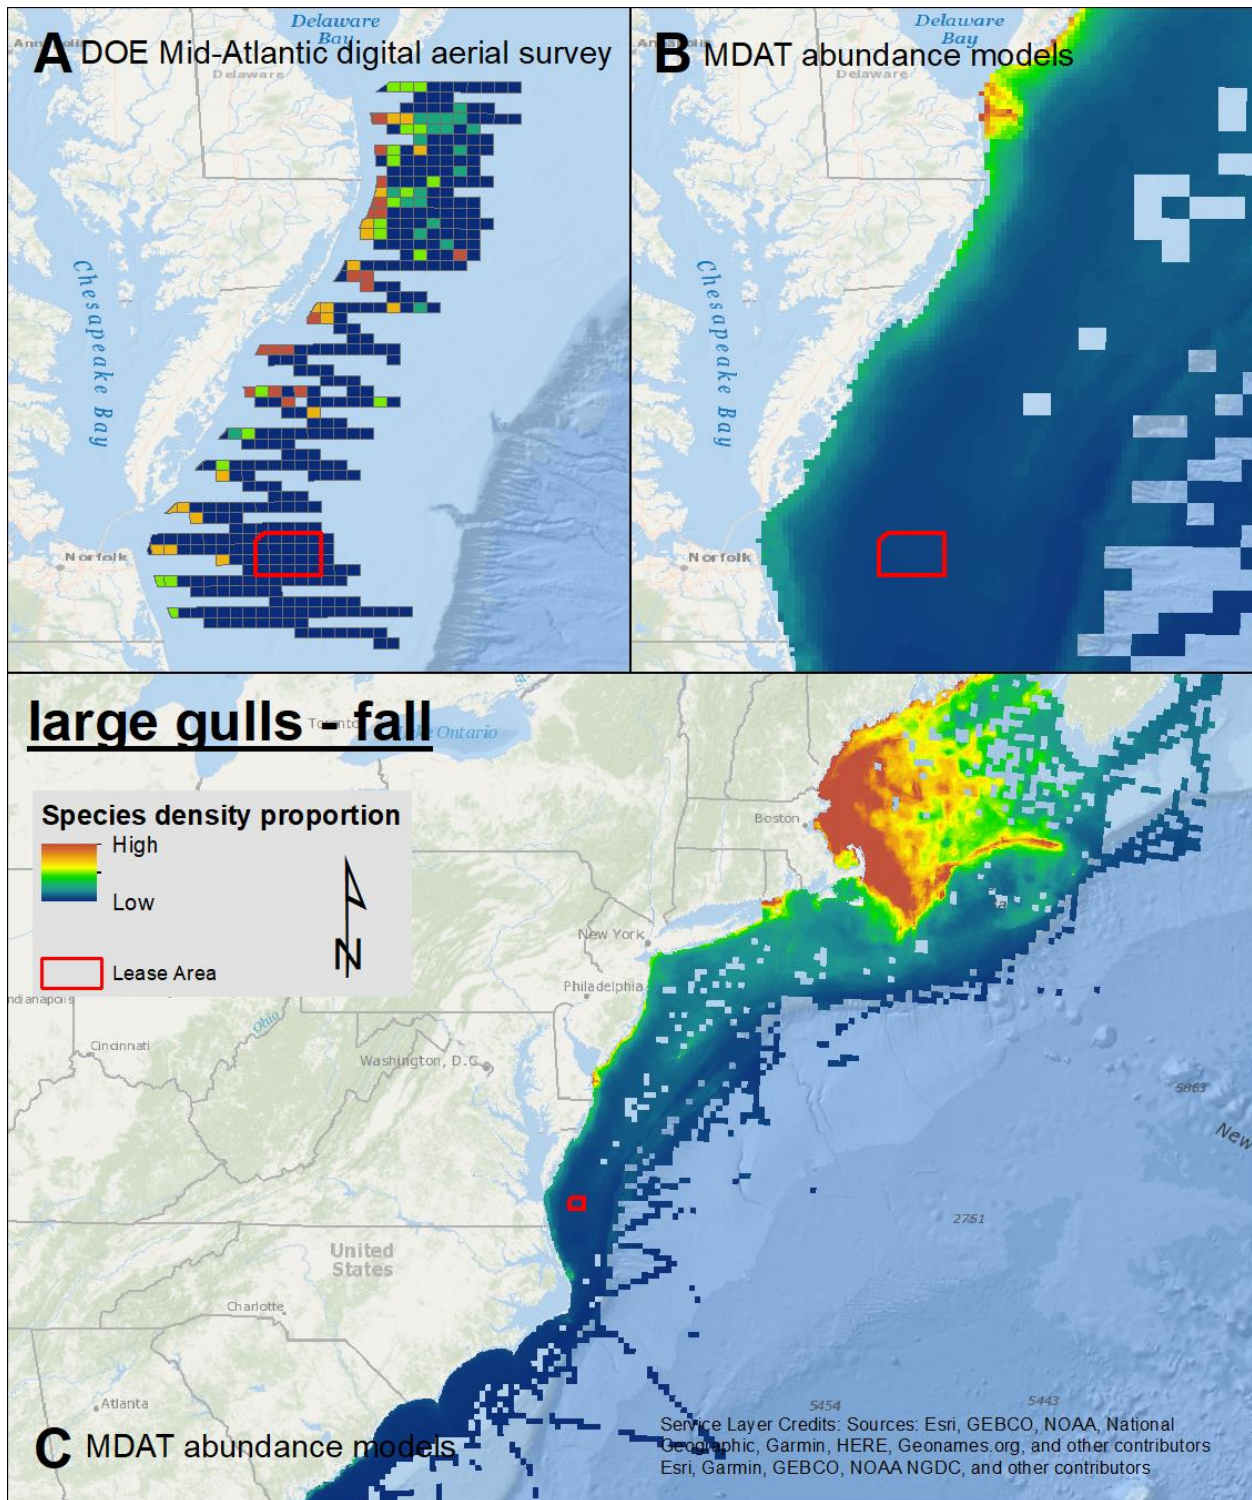 Delaware
Bay
A DOE Mid-Atlantic digital aerial survey
Delaware
Chesapeake Bay
Norfolk
Delaware
Bay
B MDAT abundance models
Delaware
Chesapeake Bay
Norfolk
large gulls - fall
Toronto
Lake Ontario
Species density proportion
High
Low
N
Lease Area
Boston
New York
Philadelphia
ndianapolis
Ohio
Cincinnati
Washington, D.C.
5863
New
2751
United
States
Charlotte
Atlanta
5454
5443
C MDAT abundance models
Service Layer Credits: Sources: Esri, GEBCO, NOAA, National
Geographic, Garmin, HERE, Geonames.org, and other contributors
Esri, Garmin, GEBCO, NOAA NGDC, and other contributors